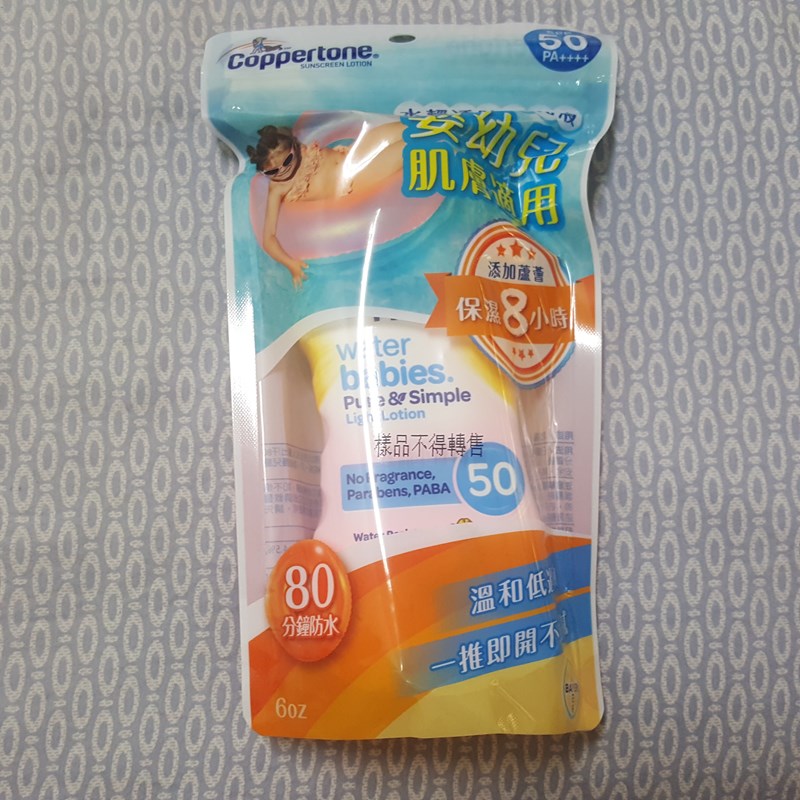 Coppertone®
SUNSCREEN LOTION
50
PA++++
嬰幼兒
肌膚適用
添加蘆薈
保濕8小時
water
babies.
Pure & Simple
Light Lotion
樣品不得轉售
No Fragrance,
Parabens, PABA
50
Water
80
分鐘防水
溫和低
一推即開不
6oz